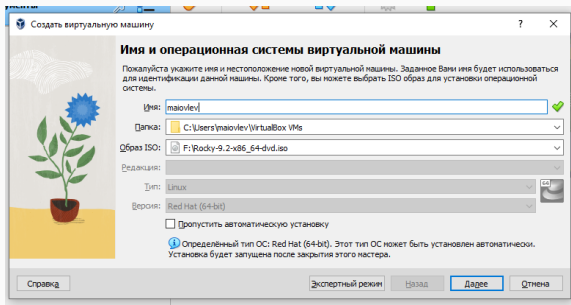 Создать виртуальную машину
Имя и операционная системы виртуальной машины
Пожалуйста укажите имя и местоположение новой виртуальной машины. Заданное Вами имя будет использоваться
для идентификации данной машины. Кроме того, вы можете выбрать ISO образ для установки операционной
системы.
Имя: maiovlev
Папка: C:\Users\maiovlev\VirtualBox VMs
Образ ISO: F:\Rocky-9.2-x86_64-dvd.iso
Редакция:
Тип: Linux
64
Версия: Red Hat (64-bit)
Пропустить автоматическую установку
Определённый тип ОС: Red Hat (64-bit). Этот тип ОС может быть установлен автоматически.
Установка будет запущена после закрытия этого мастера.
Справка Экспертный режим Назад Далее Отмена